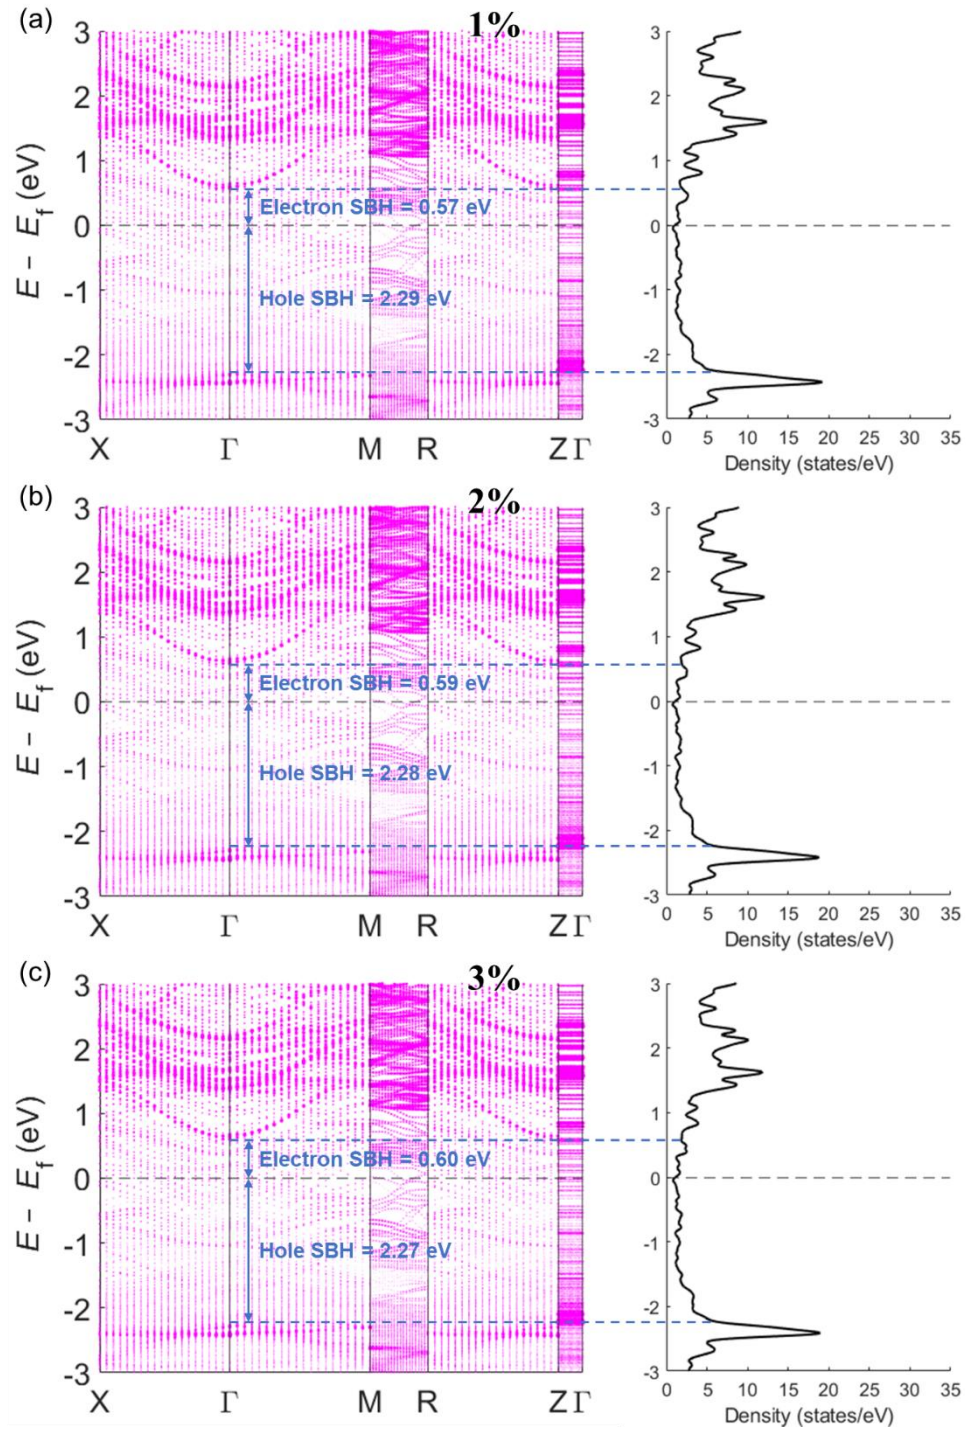 (a)
1%
3
2
1
0
-1
-2
-3
E − Ef (eV)
Electron SBH = 0.57 eV
Hole SBH = 2.29 eV
X Γ M R Z Γ
3
2
1
0
-1
-2
-3
0 5 10 15 20 25 30 35
Density (states/eV)
(b)
2%
3
2
1
0
-1
-2
-3
E − Ef (eV)
Electron SBH = 0.59 eV
Hole SBH = 2.28 eV
X Γ M R Z Γ
3
2
1
0
-1
-2
-3
0 5 10 15 20 25 30 35
Density (states/eV)
(c)
3%
3
2
1
0
-1
-2
-3
E − Ef (eV)
Electron SBH = 0.60 eV
Hole SBH = 2.27 eV
X Γ M R Z Γ
3
2
1
0
-1
-2
-3
0 5 10 15 20 25 30 35
Density (states/eV)